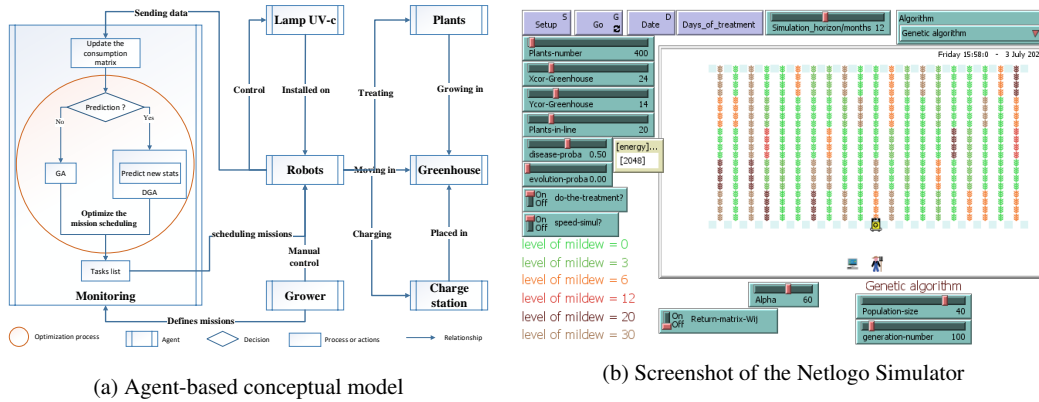 Sending data
Lamp UV-c
Plants
Update the
consumption
matrix
Prediction ?
No
Yes
Control
Installed on
Treating
Growing in
GA
Predict new stats
DGA
Robots
Moving in
Greenhouse
Optimize the
mission scheduling
scheduling missions
Manual
control
Charging
Placed in
Tasks list
Monitoring
Grower
Charge
station
Defines missions
Optimization process
Agent
Decision
Process or actions
Relationship
(a) Agent-based conceptual model
Setup S
Go G
Date D
Days_of_treatment
Simulation_horizon/months 12
Algorithm
Genetic algorithm
Plants-number 400
Xcor-Greenhouse 24
Ycor-Greenhouse 14
Plants-in-line 20
disease-proba 0.50
evolution-proba 0.00
[energy]...
[2048]
On
Off do-the-treatment?
On
Off speed-simul?
level of mildew = 0
level of mildew = 3
level of mildew = 6
level of mildew = 12
level of mildew = 20
level of mildew = 30
Friday 15:58:0 - 3 July 202
Alpha 60
On
Off Return-matrix-Wij
Genetic algorithm
Population-size 40
generation-number 100
(b) Screenshot of the Netlogo Simulator